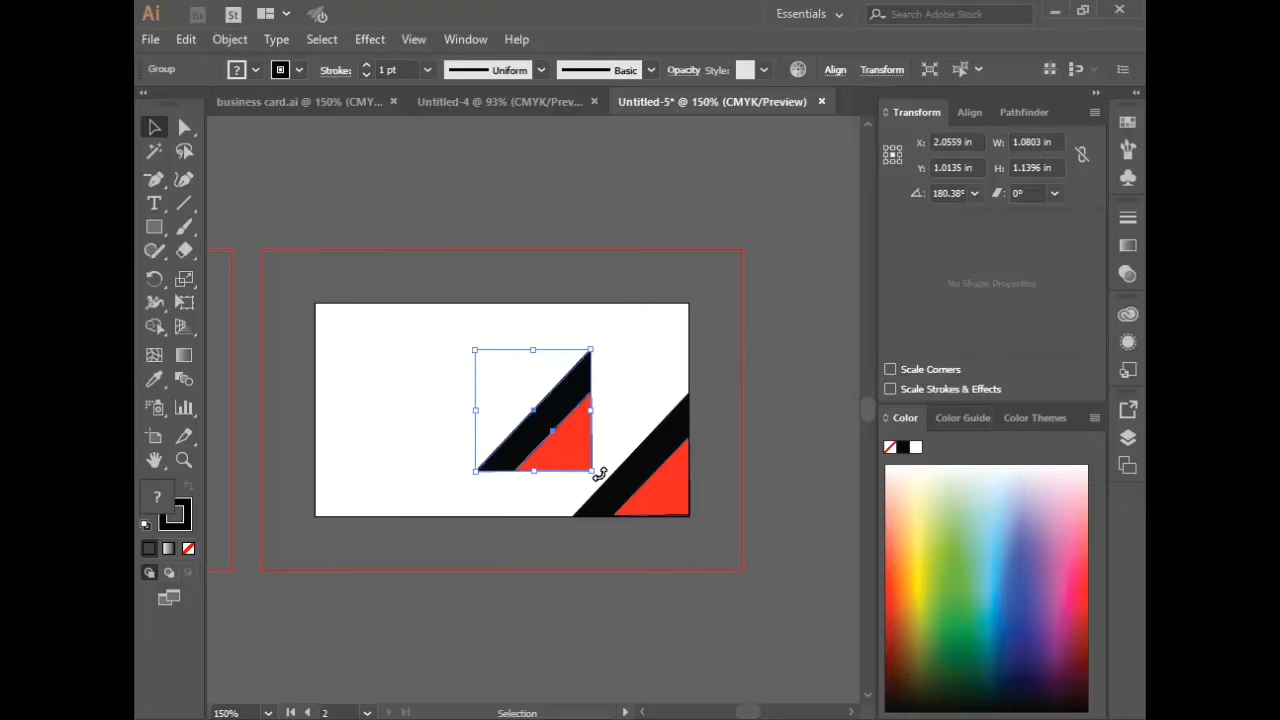 Ai Br St Essentials Search Adobe Stock
File Edit Object Type Select Effect View Window Help
Group ? Stroke: 1 pt Uniform Basic Opacity Style: Align Transform
business card.ai @ 150% (CMY... × Untitled-4 @ 93% (CMYK/Prev... × Untitled-5* @ 150% (CMYK/Preview) ×
Transform Align Pathfinder
X: 2.0559 in W: 1.0803 in
Y: 1.0135 in H: 1.1396 in
180.38° 0°
No Shape Properties
Scale Corners
Scale Strokes & Effects
Color Color Guide Color Themes
?
150% 2 Selection